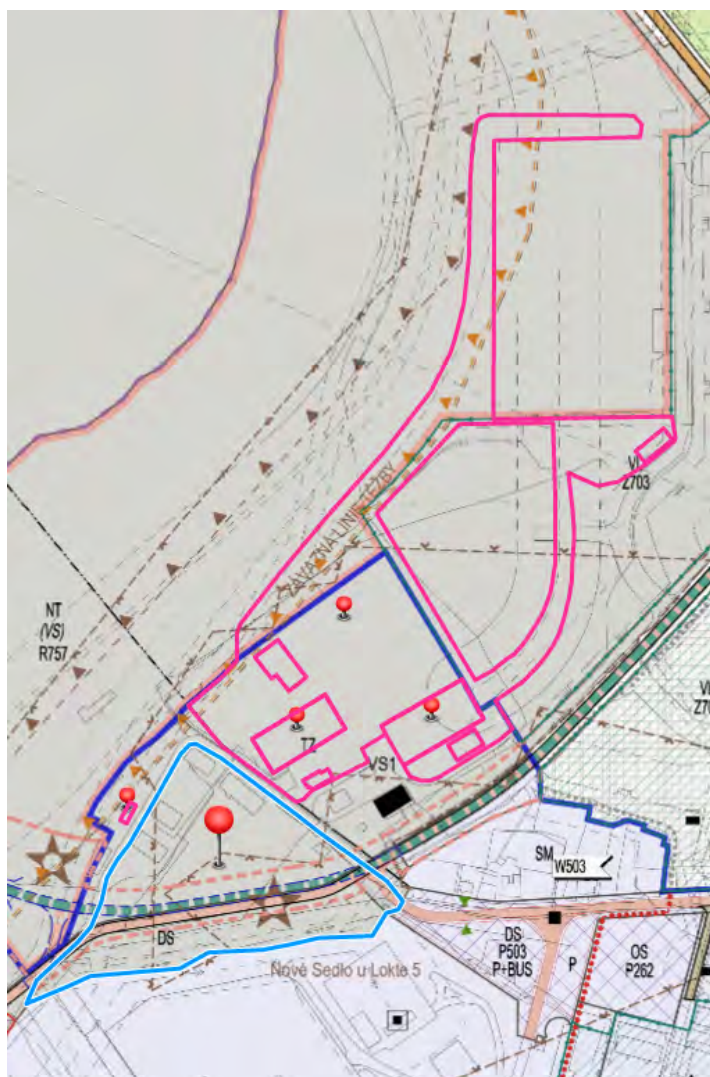 VI
Z703
ZÁVAZNÁ LINIE TĚŽBY
NT
(VS)
R757
TZ
VS1
SM
W503
DS
DS
P503
P+BUS
P
OS
P262
Nové Sedlo u Lokte 5